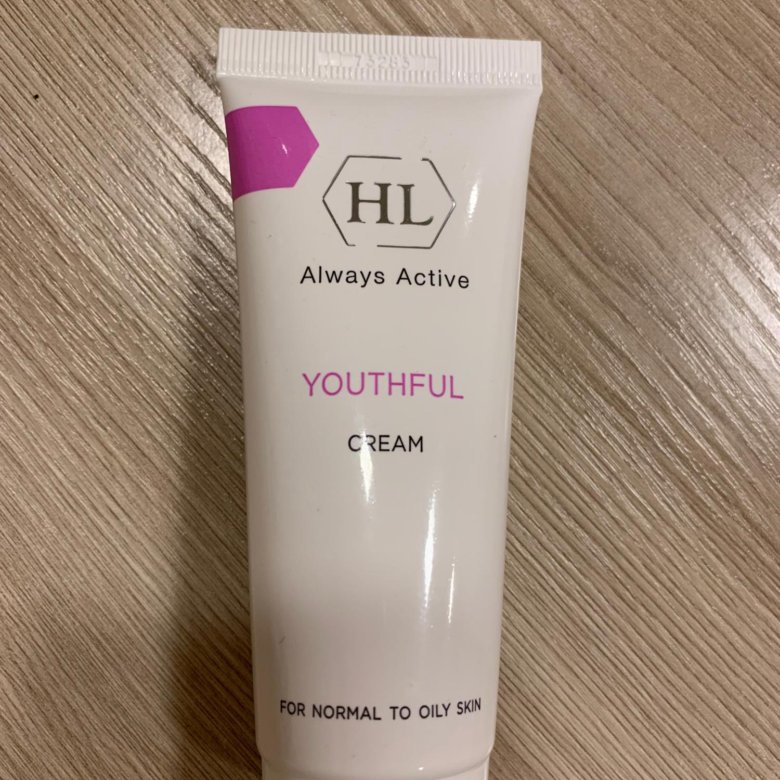 HL
Always Active
YOUTHFUL
CREAM
FOR NORMAL TO OILY SKIN